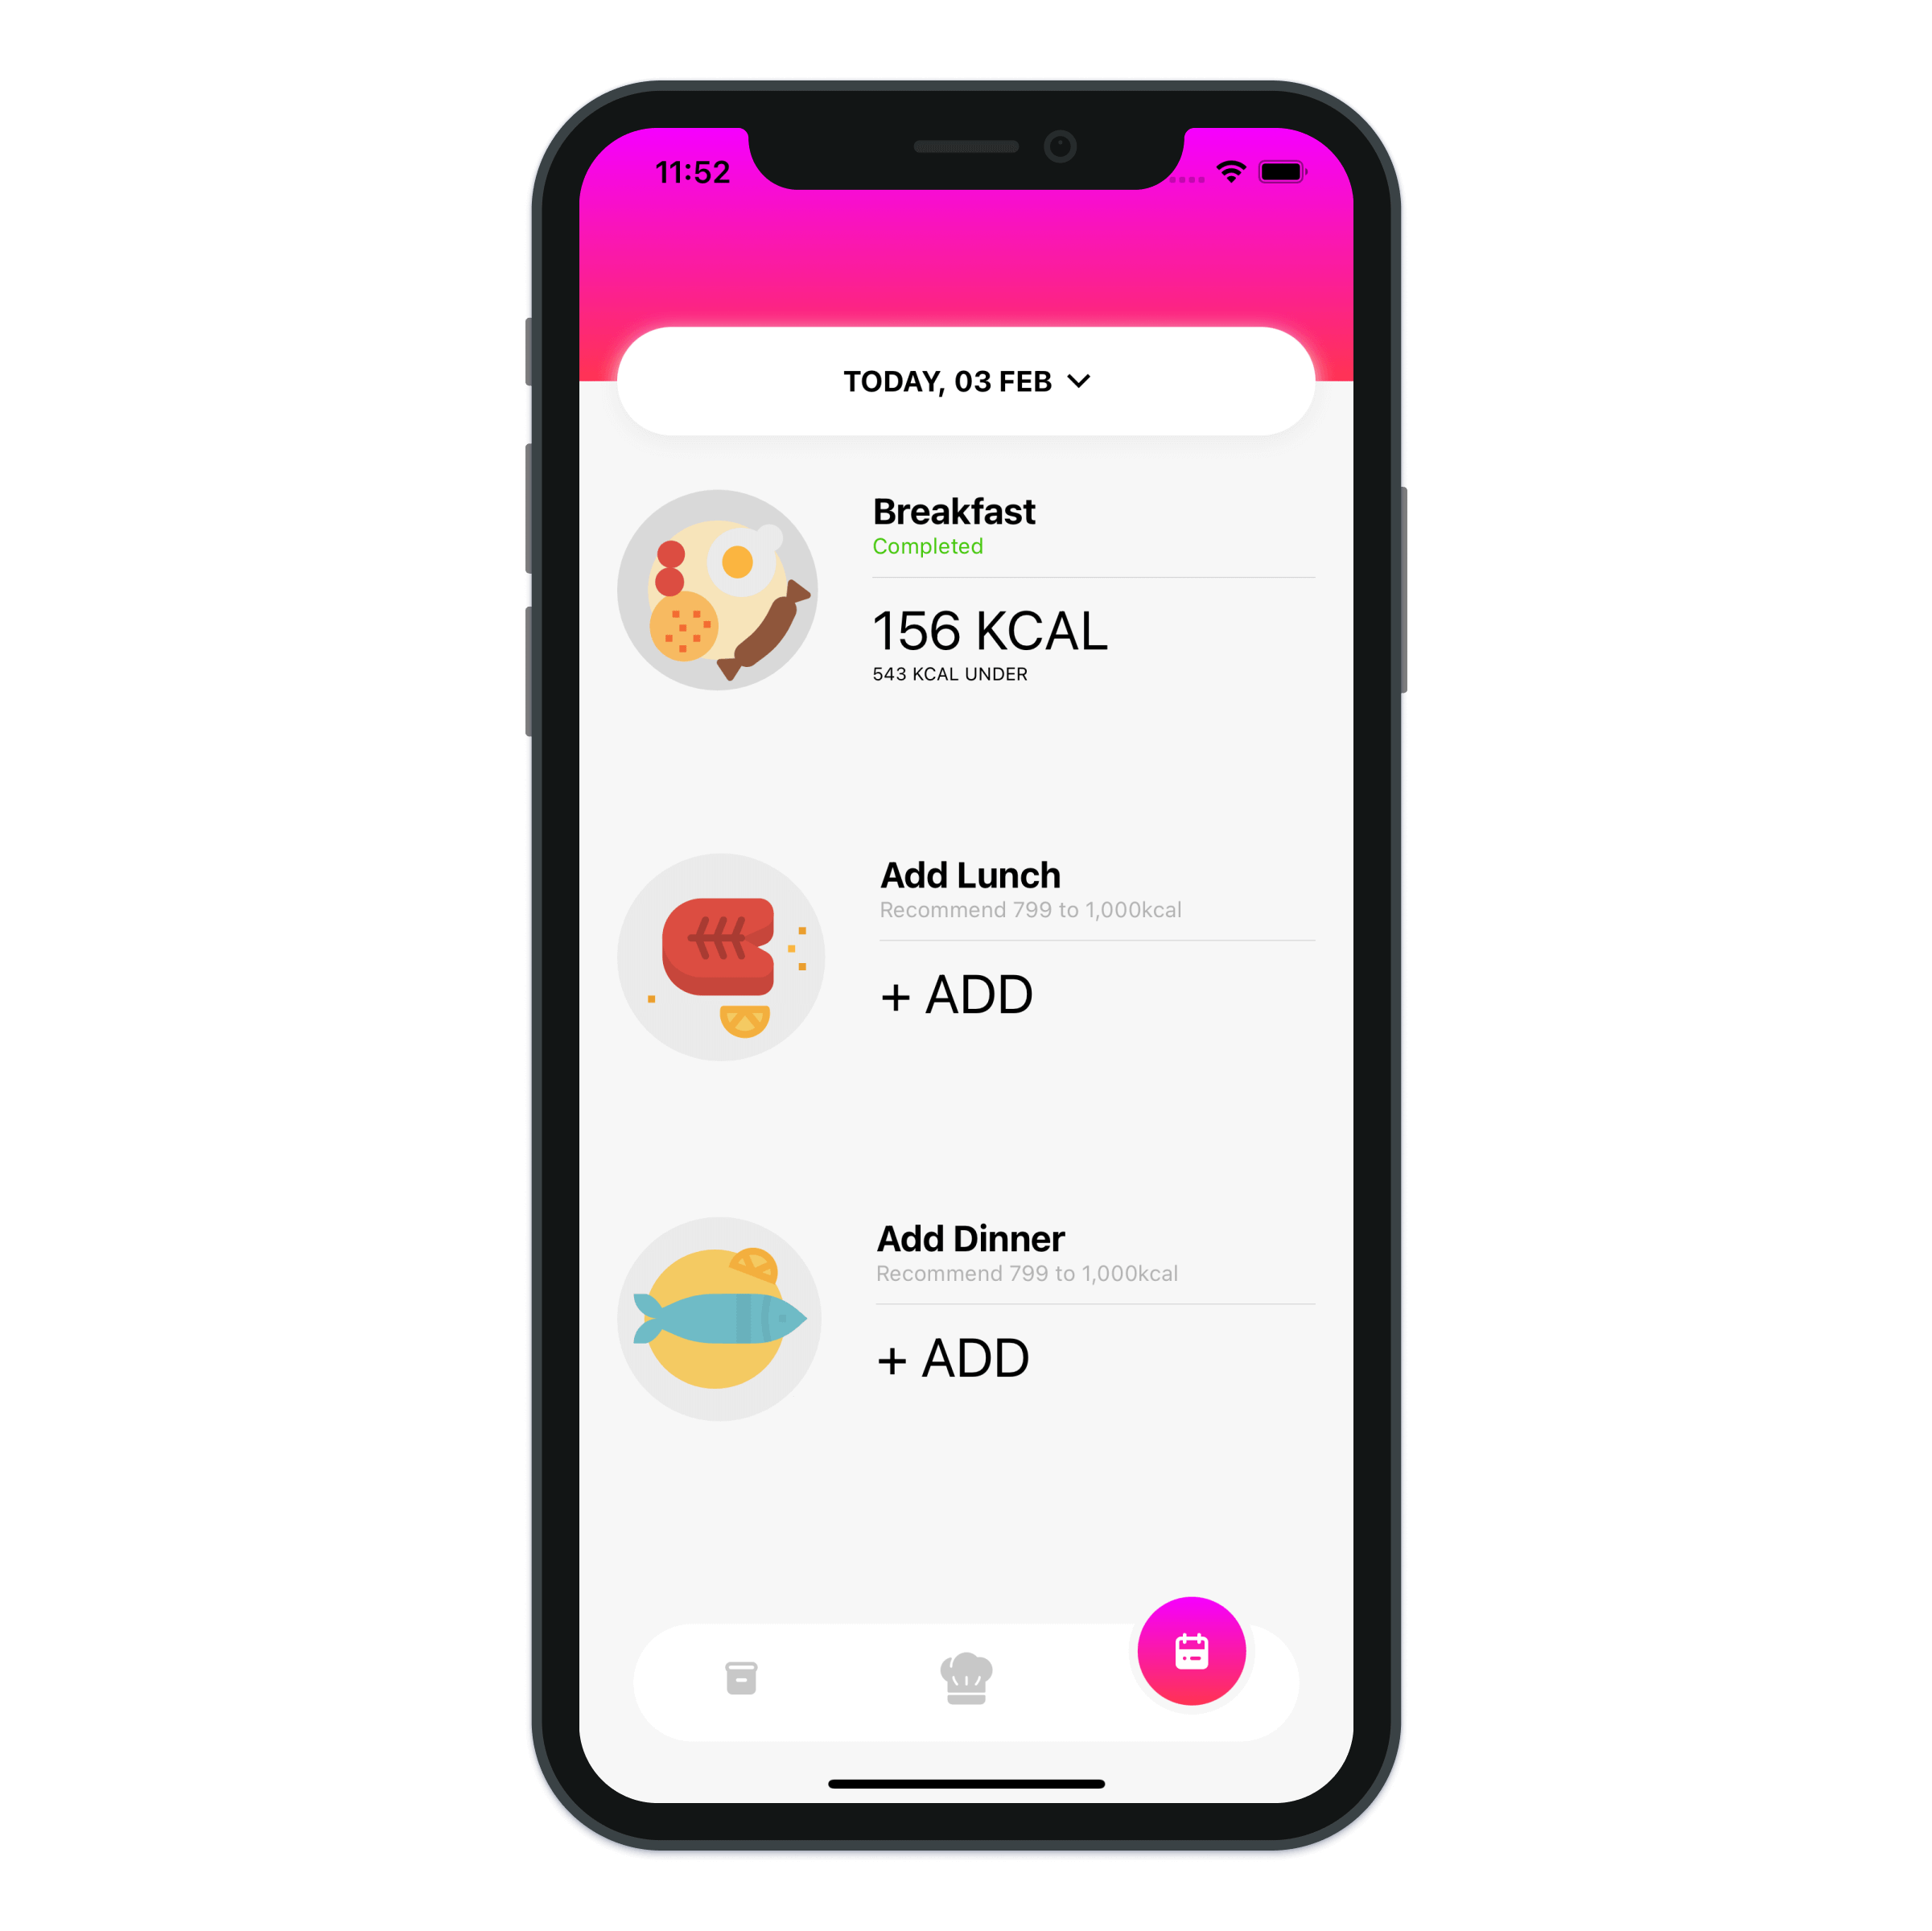 11:52
TODAY, 03 FEB
Breakfast
Completed
156 KCAL
543 KCAL UNDER
Add Lunch
Recommend 799 to 1,000kcal
+ ADD
Add Dinner
Recommend 799 to 1,000kcal
+ ADD